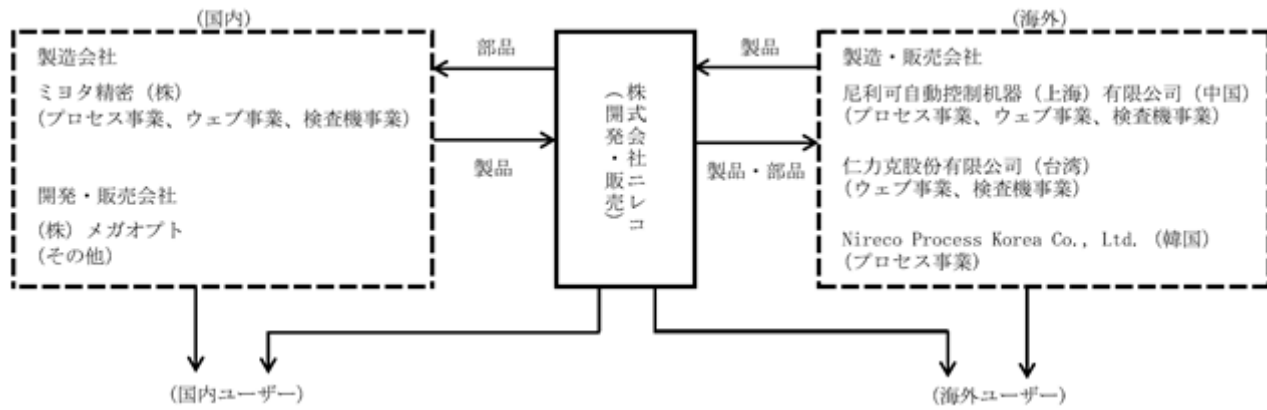 (国内)
製造会社
ミヨタ精密（株）
(プロセス事業、ウェブ事業、検査機事業)
開発・販売会社
(株）メガオプト
(その他)
部品
製品
株式会社ニレコ
(開発・販売)
製品
製品・部品
(海外)
製造・販売会社
尼利可自動控制机器（上海）有限公司（中国）
(プロセス事業、ウェブ事業、検査機事業)
仁力克股份有限公司（台湾）
(ウェブ事業、検査機事業)
Nireco Process Korea Co., Ltd.（韓国）
(プロセス事業)
(国内ユーザー)
(海外ユーザー)